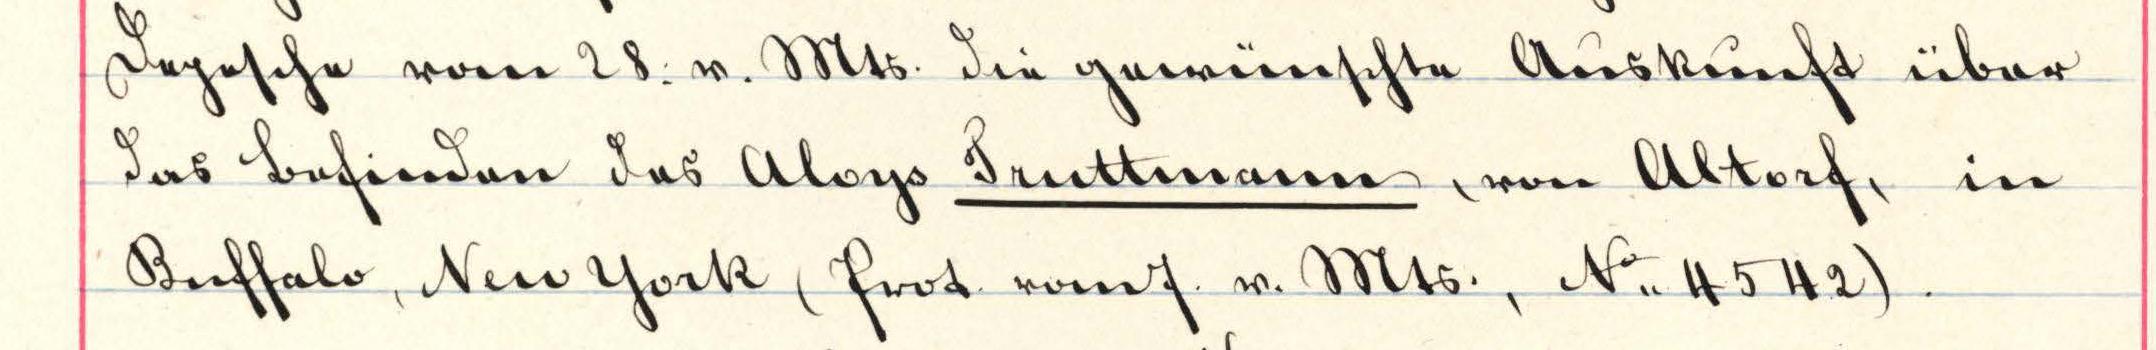 Depesche vom 28. v. Mts. die gewünschte Auskunft über
das Befinden des Aloys Truttmann, von Altorf, in
Buffalo, New York (Prot. vom 7. v. Mts., No. 4542).